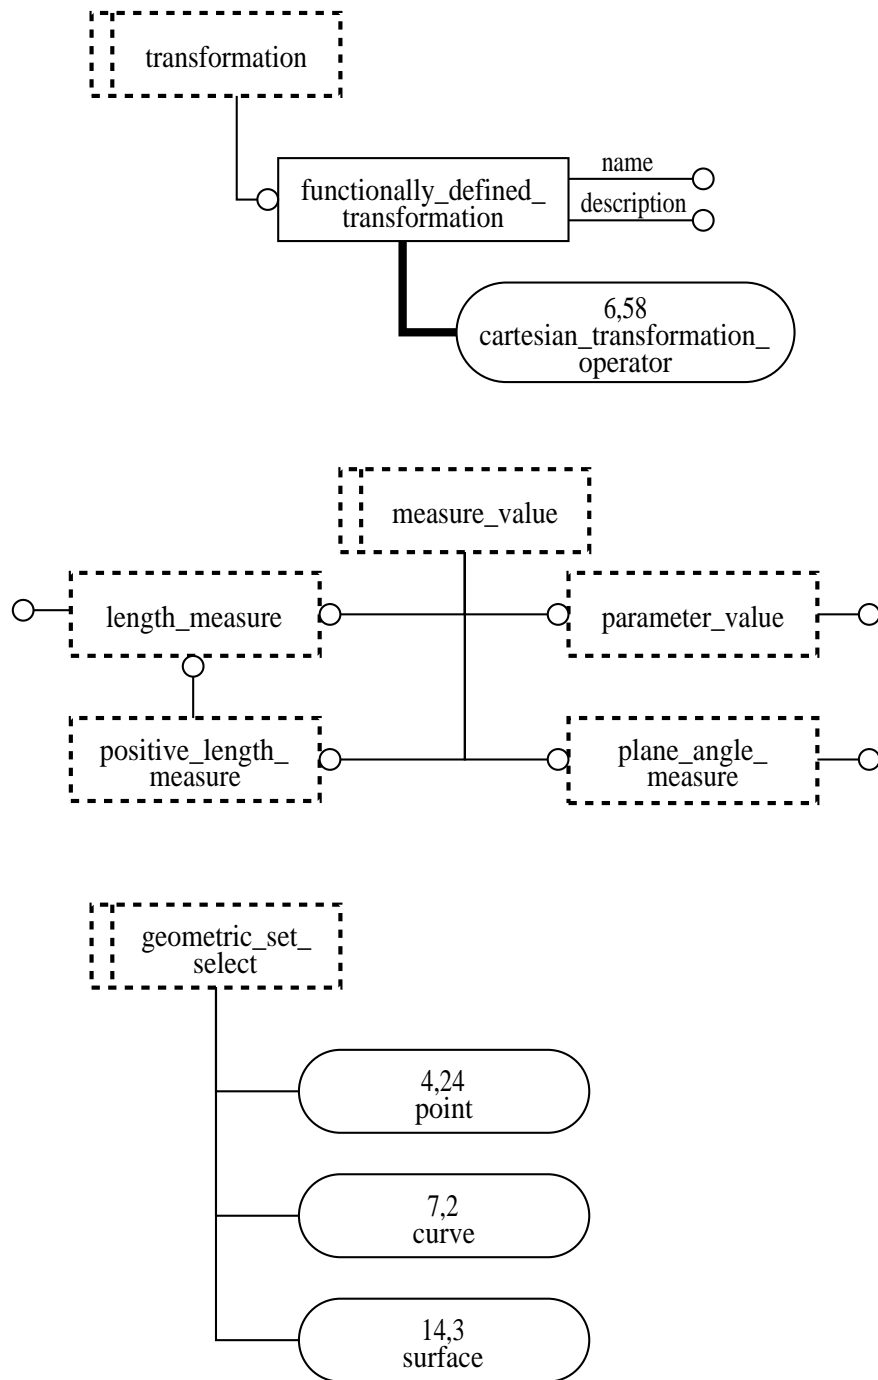 transformation
name
functionally_defined_
transformation
description
6,58
cartesian_transformation_
operator
measure_value
length_measure
parameter_value
positive_length_
measure
plane_angle_
measure
geometric_set_
select
4,24
point
7,2
curve
14,3
surface